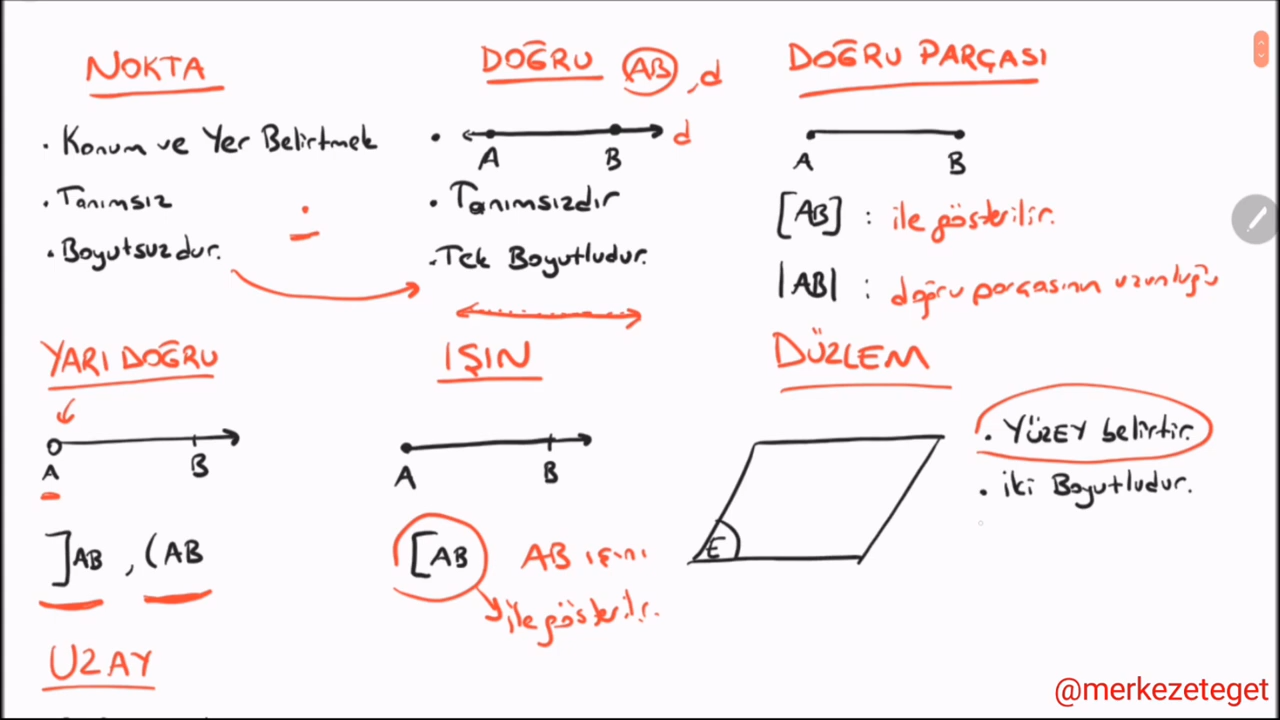 NOKTA
• Konum ve Yer Belirtmek
• Tanımsız
• Boyutsuzdur.
DOĞRU AB, d
d
A B
• Tanımsızdır
• Tek Boyutludur.
DOĞRU PARÇASI
A B
[AB] : ile gösterilir.
|AB| : doğru parçasının uzunluğu
YARI DOĞRU
A B
]AB , (AB
IŞIN
A B
[AB AB ışını
ile gösterilir.
DÜZLEM
• YÜZEY belirtir.
• iki Boyutludur.
E
UZAY
@merkezeteget